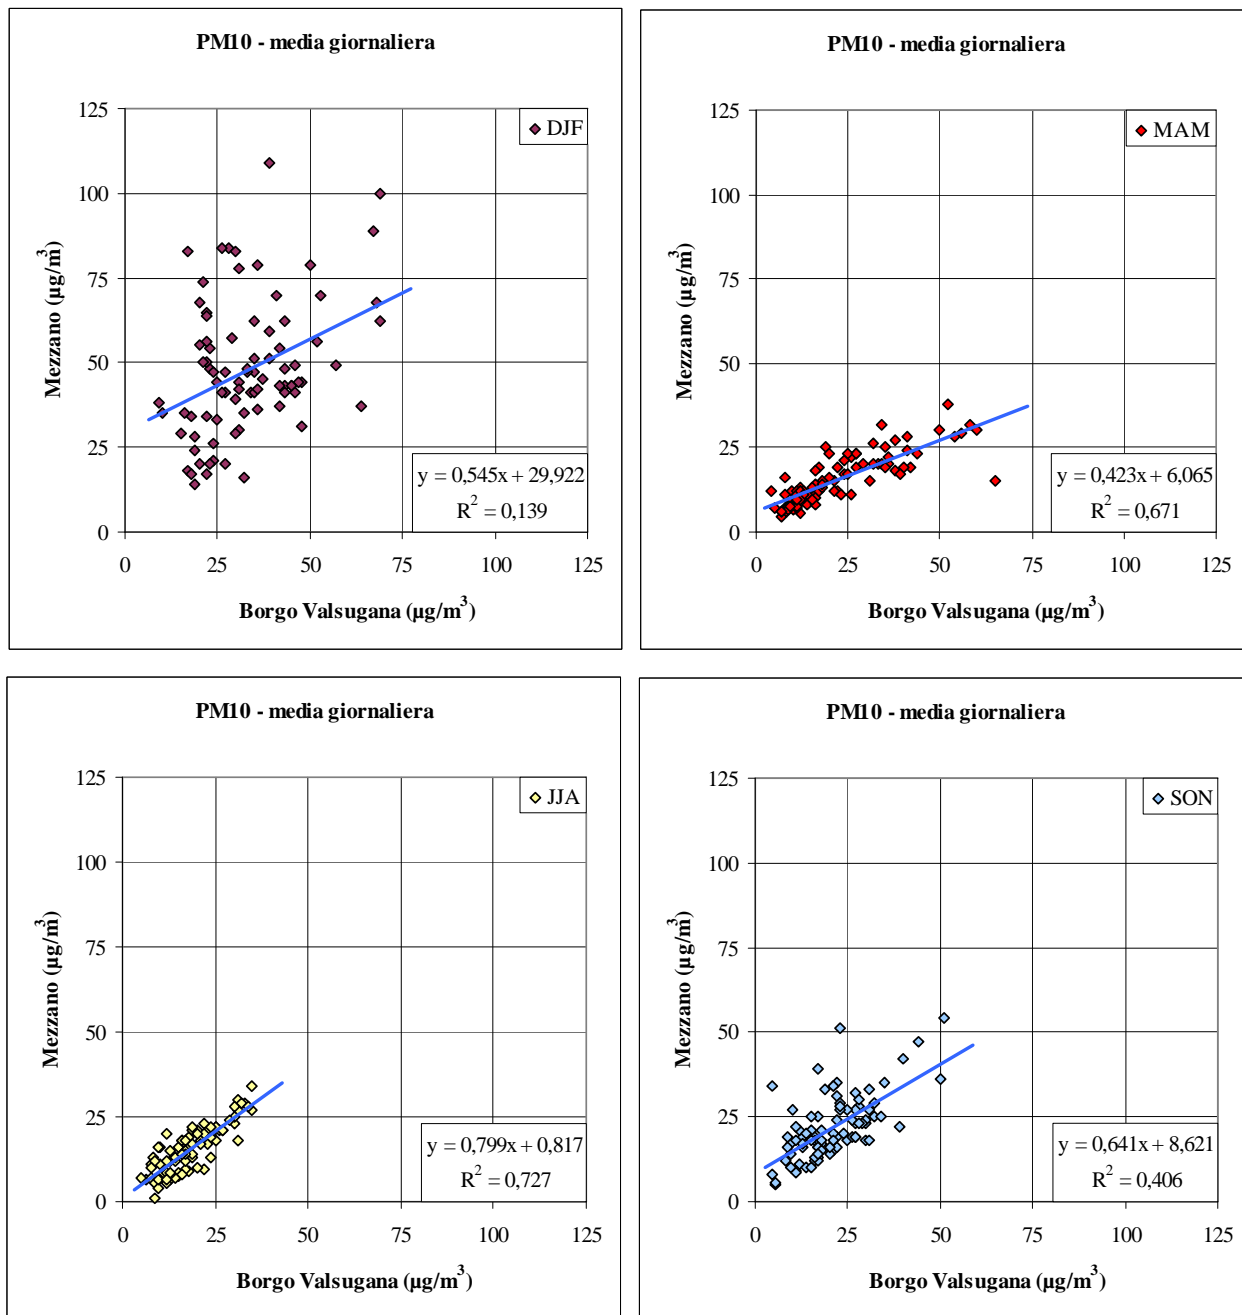 PM10 - media giornaliera
DJF
125
100
75
50
25
0
Mezzano (µg/m³)
y = 0,545x + 29,922
R² = 0,139
0 25 50 75 100 125
Borgo Valsugana (µg/m³)
PM10 - media giornaliera
MAM
125
100
75
50
25
0
Mezzano (µg/m³)
y = 0,423x + 6,065
R² = 0,671
0 25 50 75 100 125
Borgo Valsugana (µg/m³)
PM10 - media giornaliera
JJA
125
100
75
50
25
0
Mezzano (µg/m³)
y = 0,799x + 0,817
R² = 0,727
0 25 50 75 100 125
Borgo Valsugana (µg/m³)
PM10 - media giornaliera
SON
125
100
75
50
25
0
Mezzano (µg/m³)
y = 0,641x + 8,621
R² = 0,406
0 25 50 75 100 125
Borgo Valsugana (µg/m³)